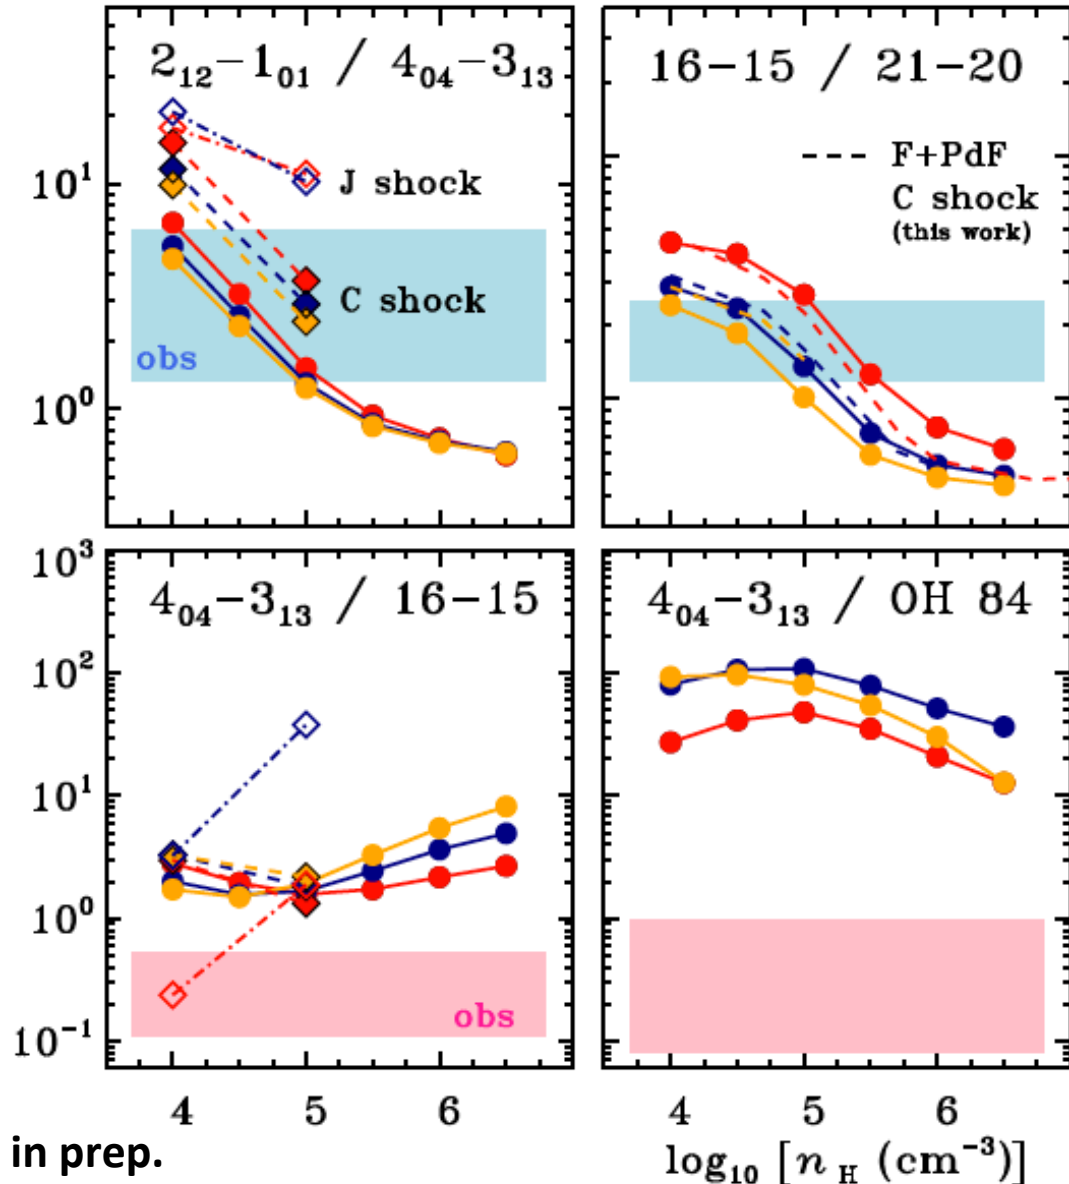 2₁₂−1₀₁ / 4₀₄−3₁₃
10¹
10⁰
J shock
C shock
obs
16−15 / 21−20
F+PdF
C shock
(this work)
4₀₄−3₁₃ / 16−15
10³
10²
10¹
10⁰
10⁻¹
obs
4 5 6
4₀₄−3₁₃ / OH 84
4 5 6
in prep.
log₁₀ [n_H (cm⁻³)]